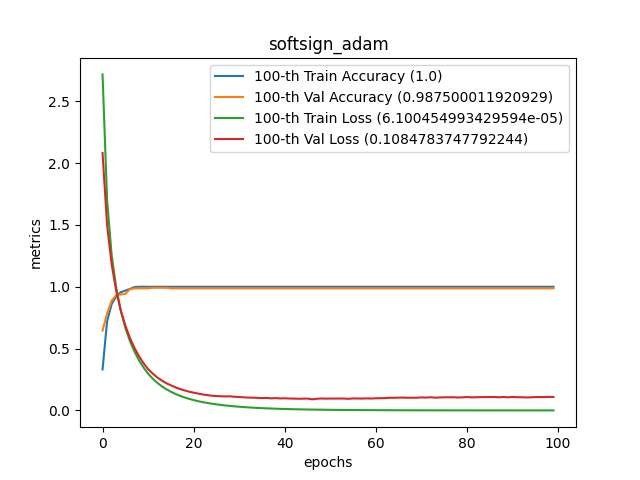 softsign_adam
100-th Train Accuracy (1.0)
100-th Val Accuracy (0.987500011920929)
100-th Train Loss (6.100454993429594e-05)
100-th Val Loss (0.1084783747792244)
2.5
2.0
1.5
1.0
0.5
0.0
metrics
0 20 40 60 80 100
epochs